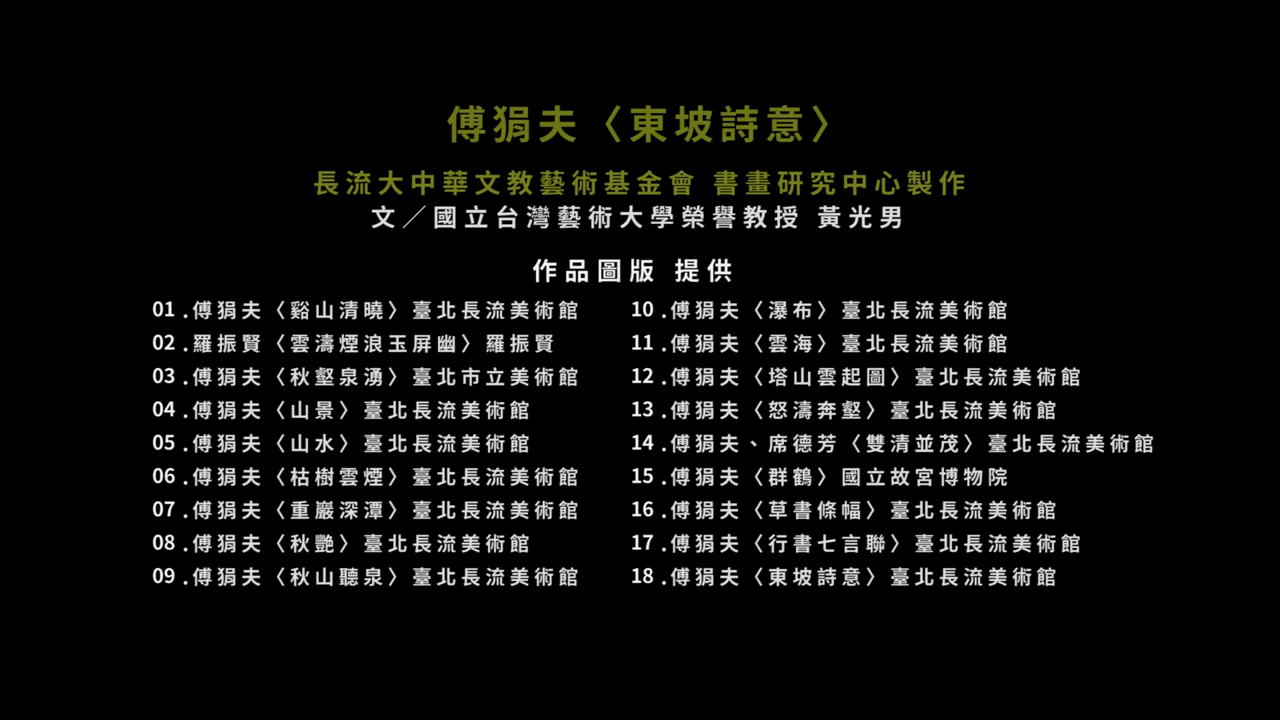 傅狷夫〈東坡詩意〉
長流大中華文教藝術基金會 書畫研究中心製作
文／國立台灣藝術大學榮譽教授 黃光男
作品圖版 提供
01.傅狷夫〈谿山清曉〉臺北長流美術館
02.羅振賢〈雲濤煙浪玉屏幽〉羅振賢
03.傅狷夫〈秋壑泉湧〉臺北市立美術館
04.傅狷夫〈山景〉臺北長流美術館
05.傅狷夫〈山水〉臺北長流美術館
06.傅狷夫〈枯樹雲煙〉臺北長流美術館
07.傅狷夫〈重巖深潭〉臺北長流美術館
08.傅狷夫〈秋艷〉臺北長流美術館
09.傅狷夫〈秋山聽泉〉臺北長流美術館
10.傅狷夫〈瀑布〉臺北長流美術館
11.傅狷夫〈雲海〉臺北長流美術館
12.傅狷夫〈塔山雲起圖〉臺北長流美術館
13.傅狷夫〈怒濤奔壑〉臺北長流美術館
14.傅狷夫、席德芳〈雙清並茂〉臺北長流美術館
15.傅狷夫〈群鶴〉國立故宮博物院
16.傅狷夫〈草書條幅〉臺北長流美術館
17.傅狷夫〈行書七言聯〉臺北長流美術館
18.傅狷夫〈東坡詩意〉臺北長流美術館